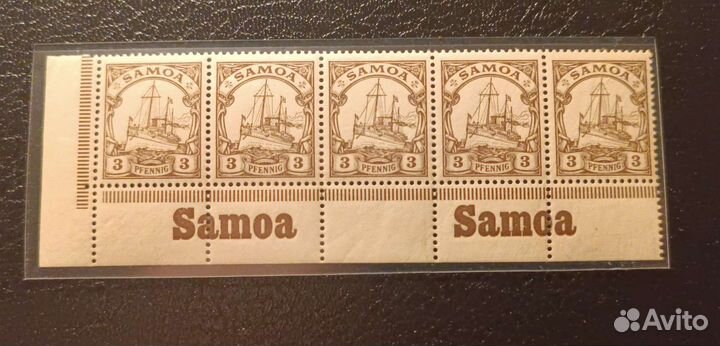 SAMOA SAMOA SAMOA SAMOA SAMOA
3 PFENNIG 3 3 PFENNIG 3 3 PFENNIG 3 3 PFENNIG 3 3 PFENNIG 3
Samoa Samoa
Avito